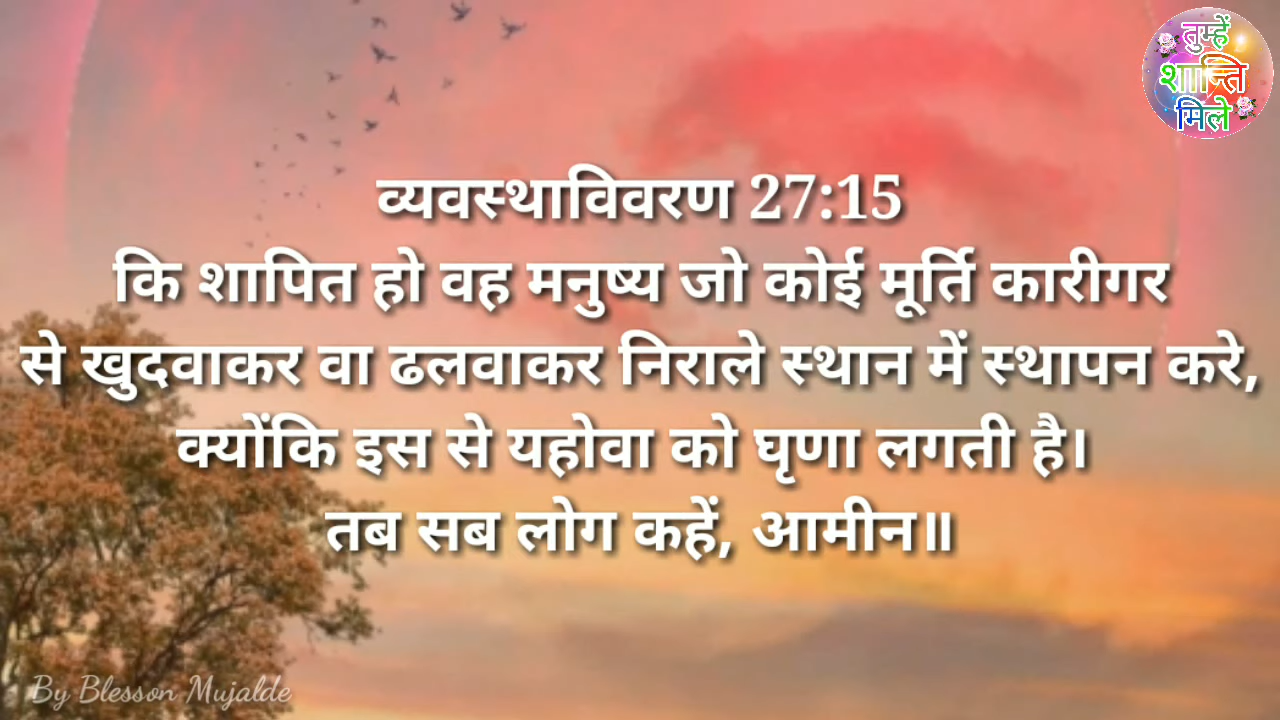 तुम्हें
शान्ति
मिले
व्यवस्थाविवरण 27:15
कि शापित हो वह मनुष्य जो कोई मूर्ति कारीगर
से खुदवाकर वा ढलवाकर निराले स्थान में स्थापन करे,
क्योंकि इस से यहोवा को घृणा लगती है।
तब सब लोग कहें, आमीन॥
By Blesson Mujalde